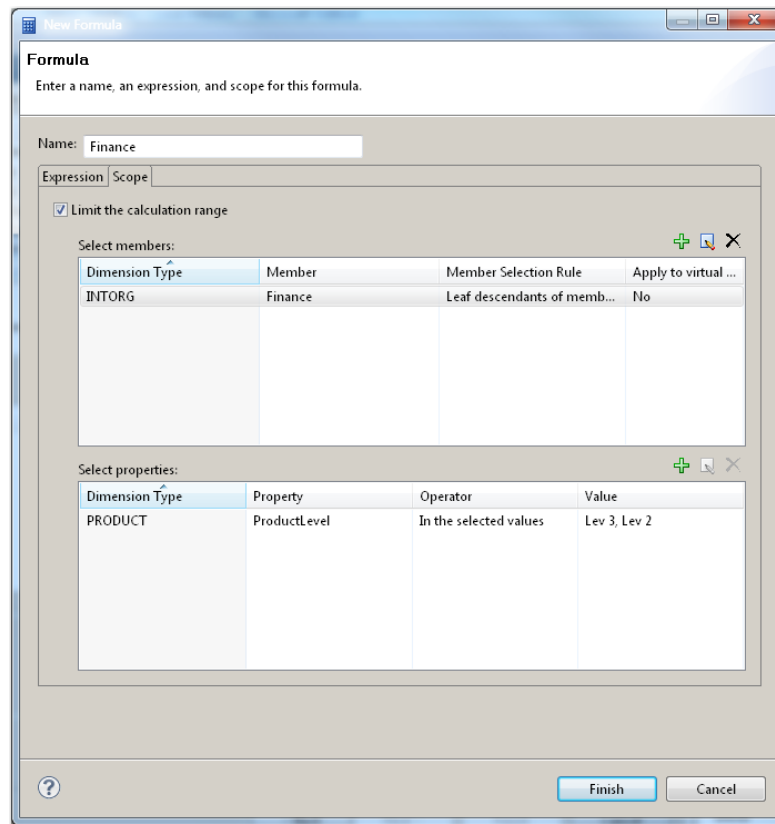 New Formula
Formula
Enter a name, an expression, and scope for this formula.
Name: Finance
Expression Scope
Limit the calculation range
Select members:
Dimension Type Member Member Selection Rule Apply to virtual ...
INTORG Finance Leaf descendants of memb... No
Select properties:
Dimension Type Property Operator Value
PRODUCT ProductLevel In the selected values Lev 3, Lev 2
? Finish Cancel